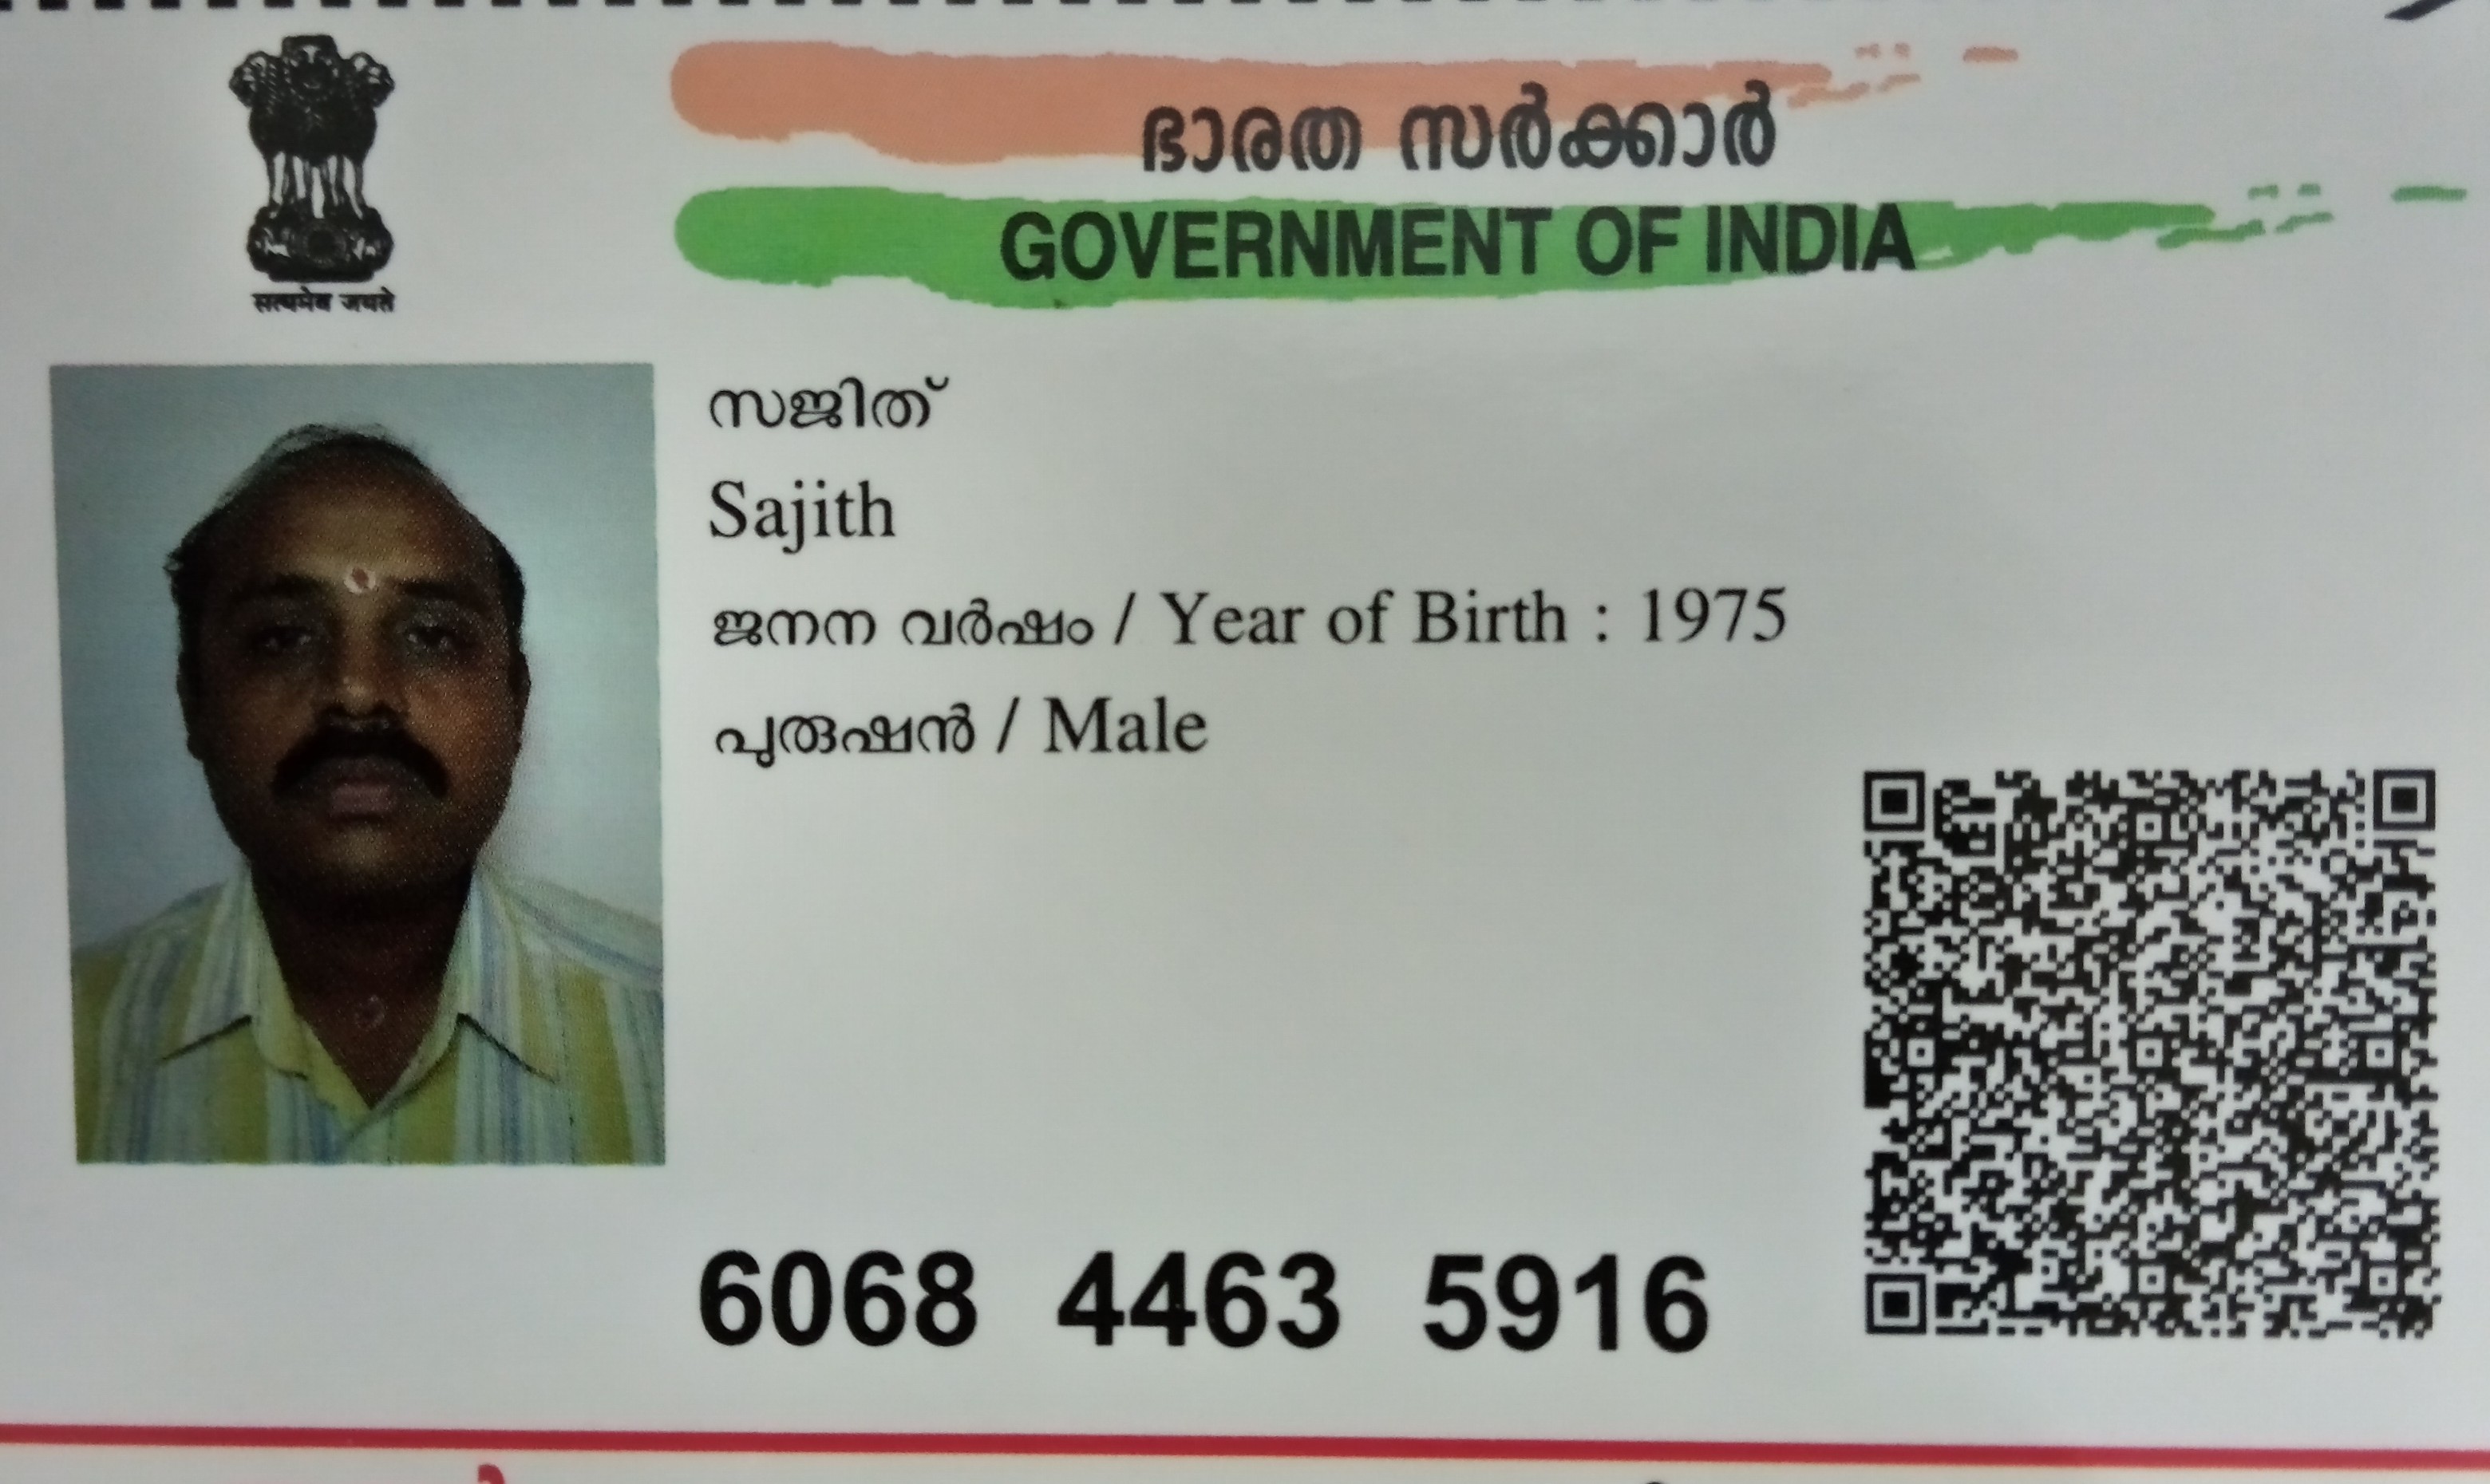 ഭാരത സർക്കാർ
GOVERNMENT OF INDIA
सत्यमेव जयते
സജിത്
Sajith
ജനന വർഷം / Year of Birth : 1975
പുരുഷൻ / Male
6068 4463 5916